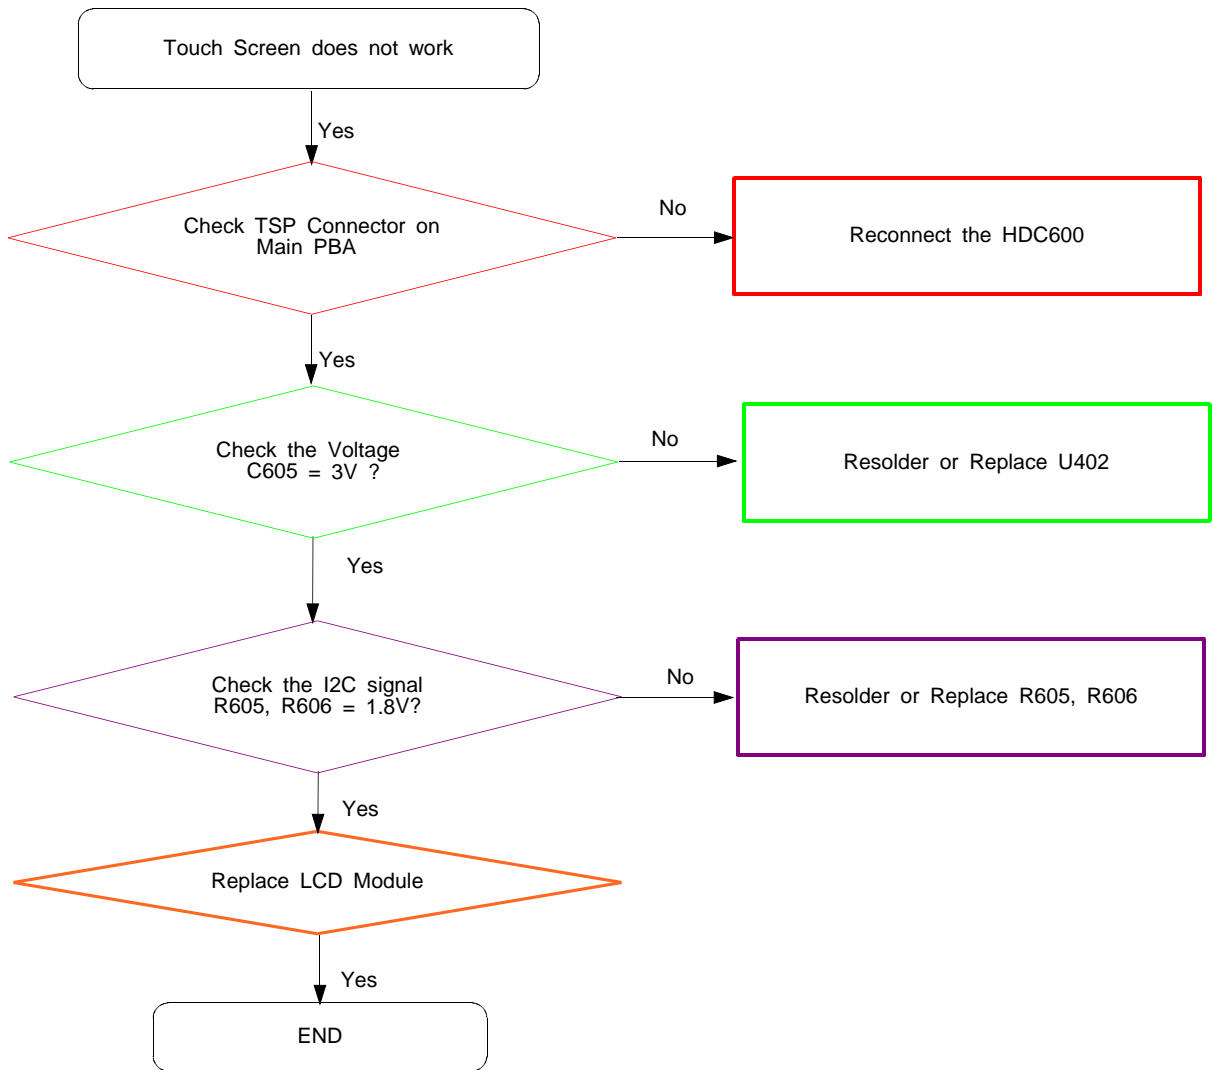 Touch Screen does not work
Yes
Check TSP Connector on
Main PBA
No
Reconnect the HDC600
Yes
Check the Voltage
C605 = 3V ?
No
Resolder or Replace U402
Yes
Check the I2C signal
R605, R606 = 1.8V?
No
Resolder or Replace R605, R606
Yes
Replace LCD Module
Yes
END